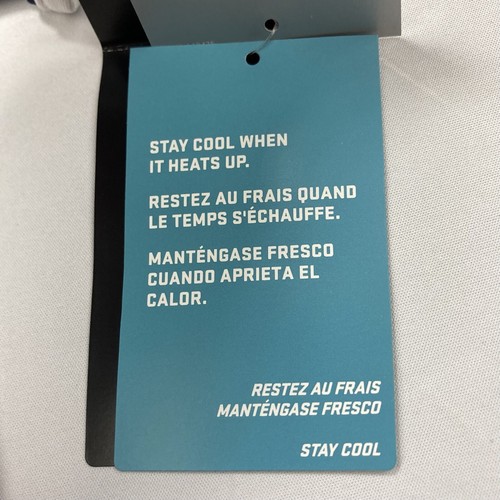 STAY COOL WHEN
IT HEATS UP.
RESTEZ AU FRAIS QUAND
LE TEMPS S'ÉCHAUFFE.
MANTÉNGASE FRESCO
CUANDO APRIETA EL
CALOR.
RESTEZ AU FRAIS
MANTÉNGASE FRESCO
STAY COOL